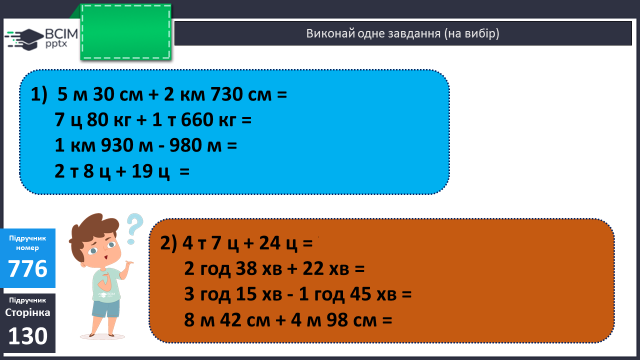 ВСІМ
pptx
Виконай одне завдання (на вибір)
1) 5 м 30 см + 2 км 730 см =
7 ц 80 кг + 1 т 660 кг =
1 км 930 м - 980 м =
2 т 8 ц + 19 ц =
Підручник
номер
776
Підручник
Сторінка
130
2) 4 т 7 ц + 24 ц =
2 год 38 хв + 22 хв =
3 год 15 хв - 1 год 45 хв =
8 м 42 см + 4 м 98 см =